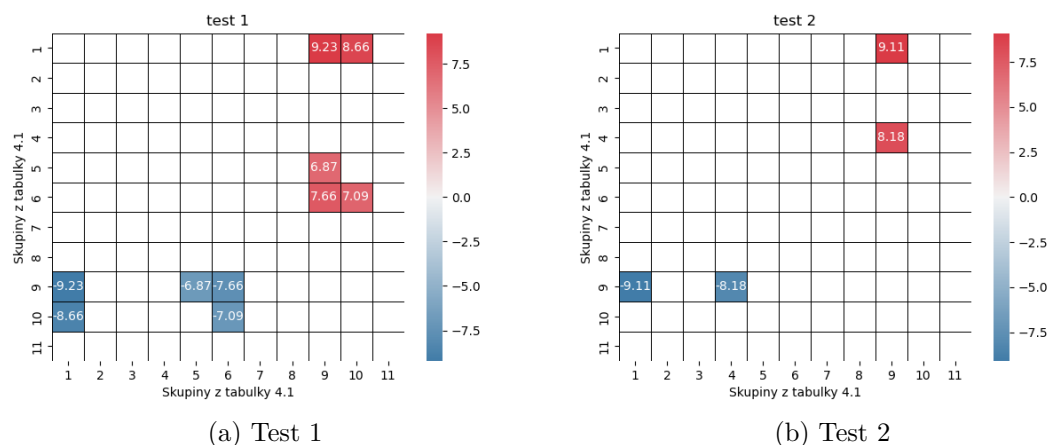 test 1
1 9.23 8.66
2
3
4
5 6.87
6 7.66 7.09
7
8
9 -9.23 -6.87 -7.66
10 -8.66 -7.09
11
1 2 3 4 5 6 7 8 9 10 11
Skupiny z tabulky 4.1
Skupiny z tabulky 4.1
7.5
5.0
2.5
0.0
−2.5
−5.0
−7.5
(a) Test 1
test 2
1 9.11
2
3
4 8.18
5
6
7
8
9 -9.11 -8.18
10
11
1 2 3 4 5 6 7 8 9 10 11
Skupiny z tabulky 4.1
Skupiny z tabulky 4.1
7.5
5.0
2.5
0.0
−2.5
−5.0
−7.5
(b) Test 2